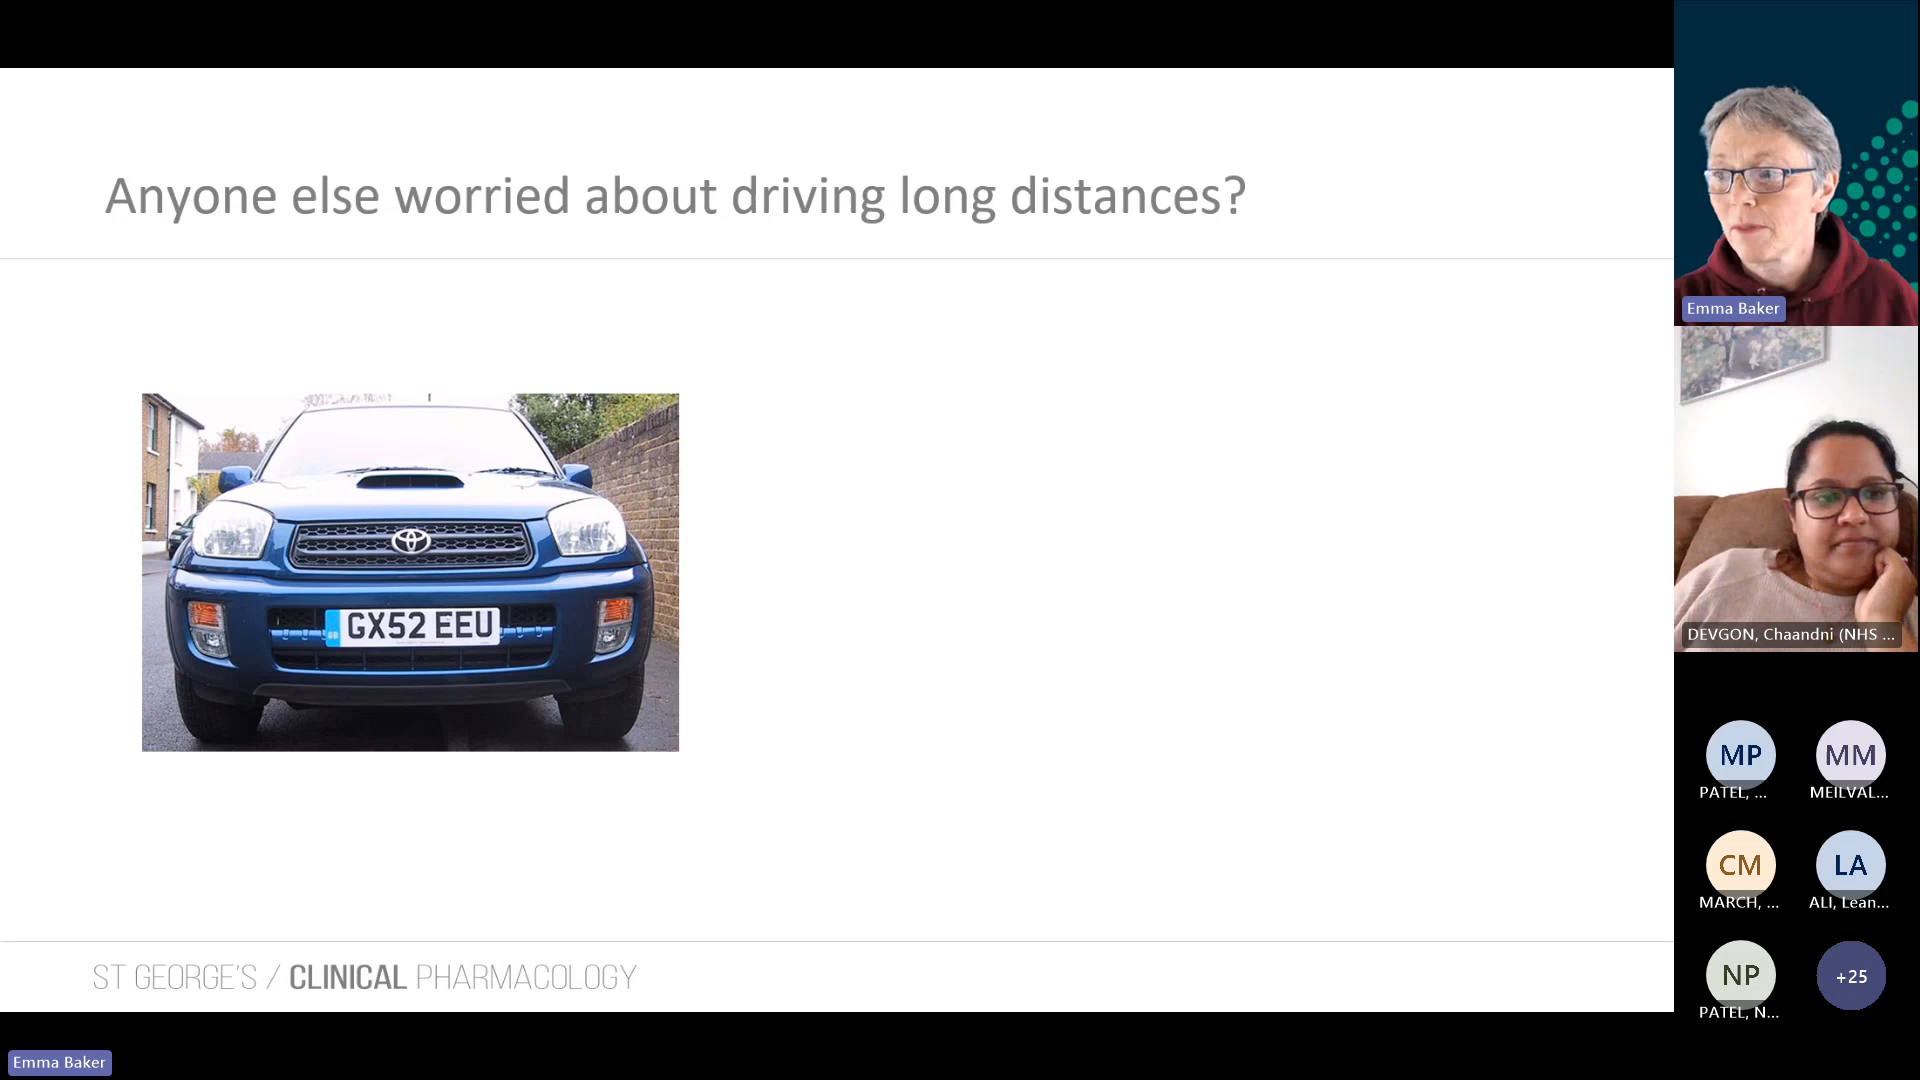 Anyone else worried about driving long distances?
GX52 EEU
ST GEORGE'S / CLINICAL PHARMACOLOGY
Emma Baker
DEVGON, Chaandni (NHS ...
MP
PATEL, ...
MM
MEILVAL...
CM
MARCH, ...
LA
ALI, Lean...
NP
PATEL, N...
+25
Emma Baker